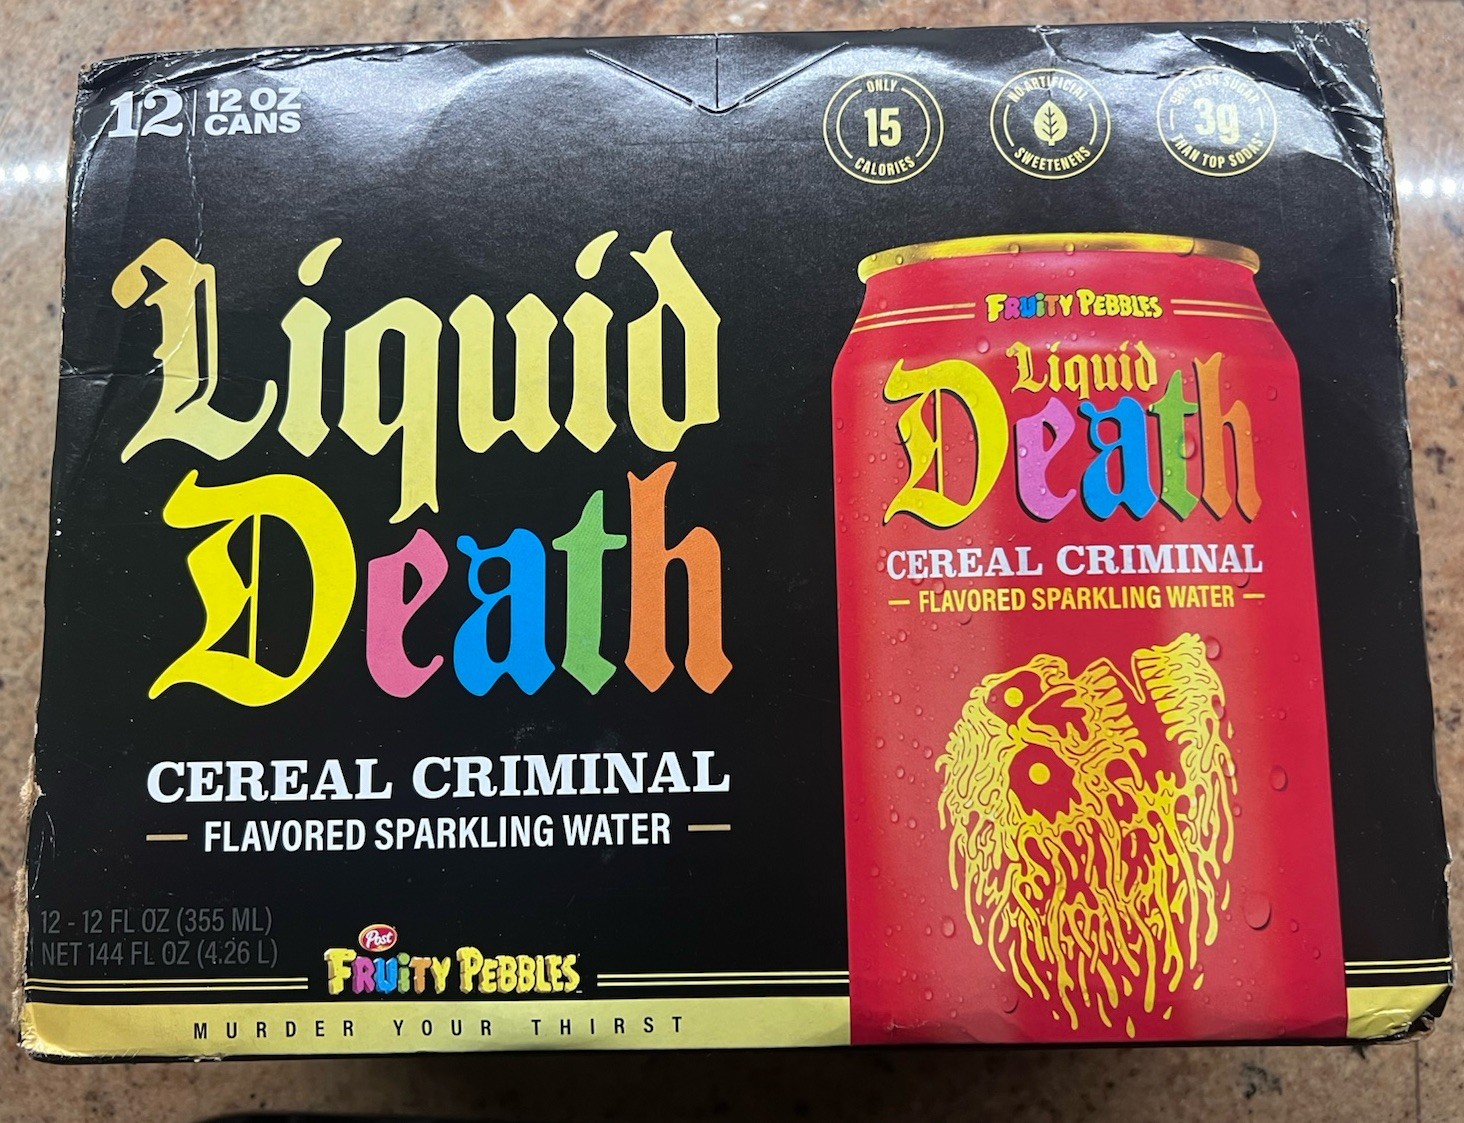 12
12 OZ
CANS
ONLY
15
CALORIES
NO ARTIFICIAL
SWEETENERS
LESS SUGAR
3g
THAN TOP SODAS*
Liquid
Death
CEREAL CRIMINAL
FLAVORED SPARKLING WATER
12 - 12 FL OZ (355 ML)
NET 144 FL OZ (4.26 L)
Post
FRUiTY PEBBLES
MURDER YOUR THIRST
FRUiTY PEBBLES
Liquid
Death
CEREAL CRIMINAL
FLAVORED SPARKLING WATER